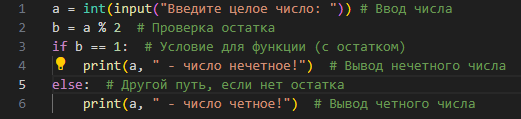 1 a = int(input("Введите целое число: ")) # Ввод числа
2 b = a % 2  # Проверка остатка
3 if b == 1:  # Условие для функции (с остатком)
4     print(a, " - число нечетное!")  # Вывод нечетного числа
5 else:  # Другой путь, если нет остатка
6     print(a, " - число четное!")  # Вывод четного числа